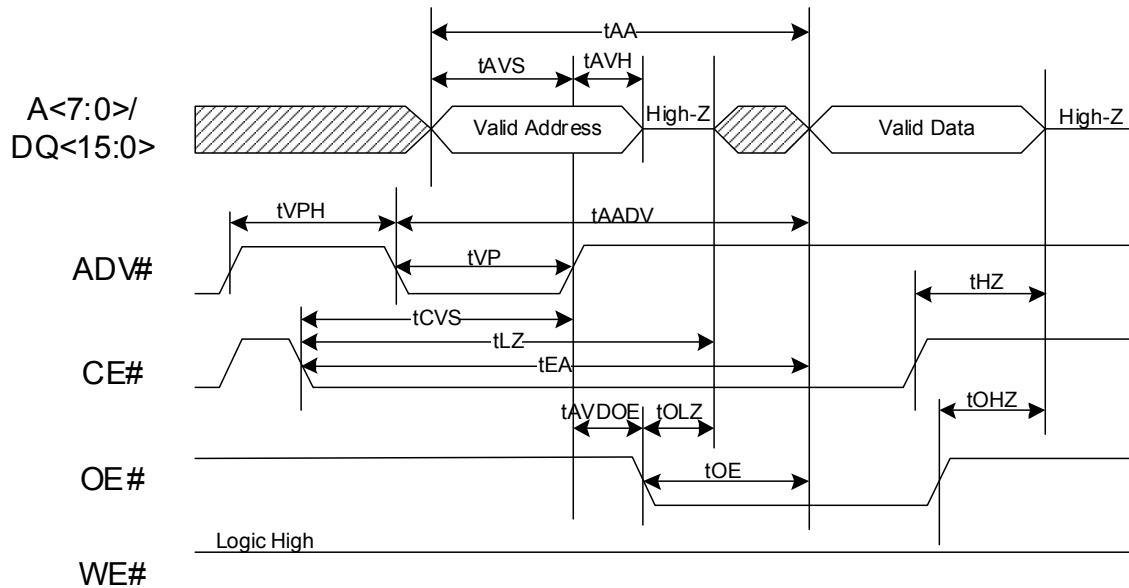 tAA
tAVS tAVH
A<7:0>/
DQ<15:0>
Valid Address High-Z Valid Data High-Z
tVPH tAADV
ADV# tVP
tHZ
tCVS
tLZ
CE# tEA
tAVDOE tOLZ tOHZ
OE# tOE
Logic High
WE#